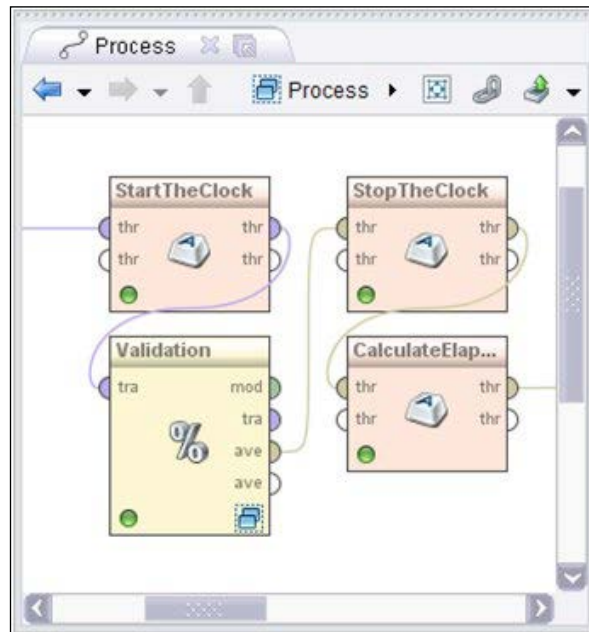 Process
Process
StartTheClock
thr thr
thr thr
StopTheClock
thr thr
thr thr
Validation
tra mod
tra
ave
ave
CalculateElap...
thr thr
thr thr